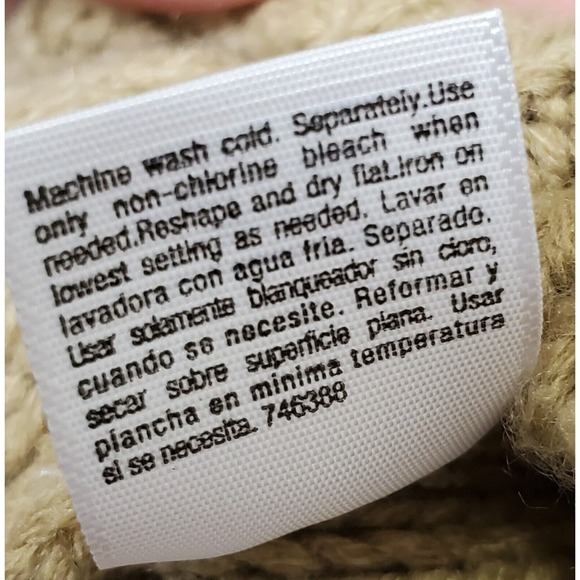 Machine wash cold. Separately.Use
only non-chlorine bleach when
needed.Reshape and dry flat.Iron on
lowest setting as needed. Lavar en
lavadora con agua fria. Separado.
Usar solamente blanqueador sin cloro,
cuando se necesite. Reformar y
secar sobre superficie plana. Usar
plancha en minima temperatura
si se necesita. 746388